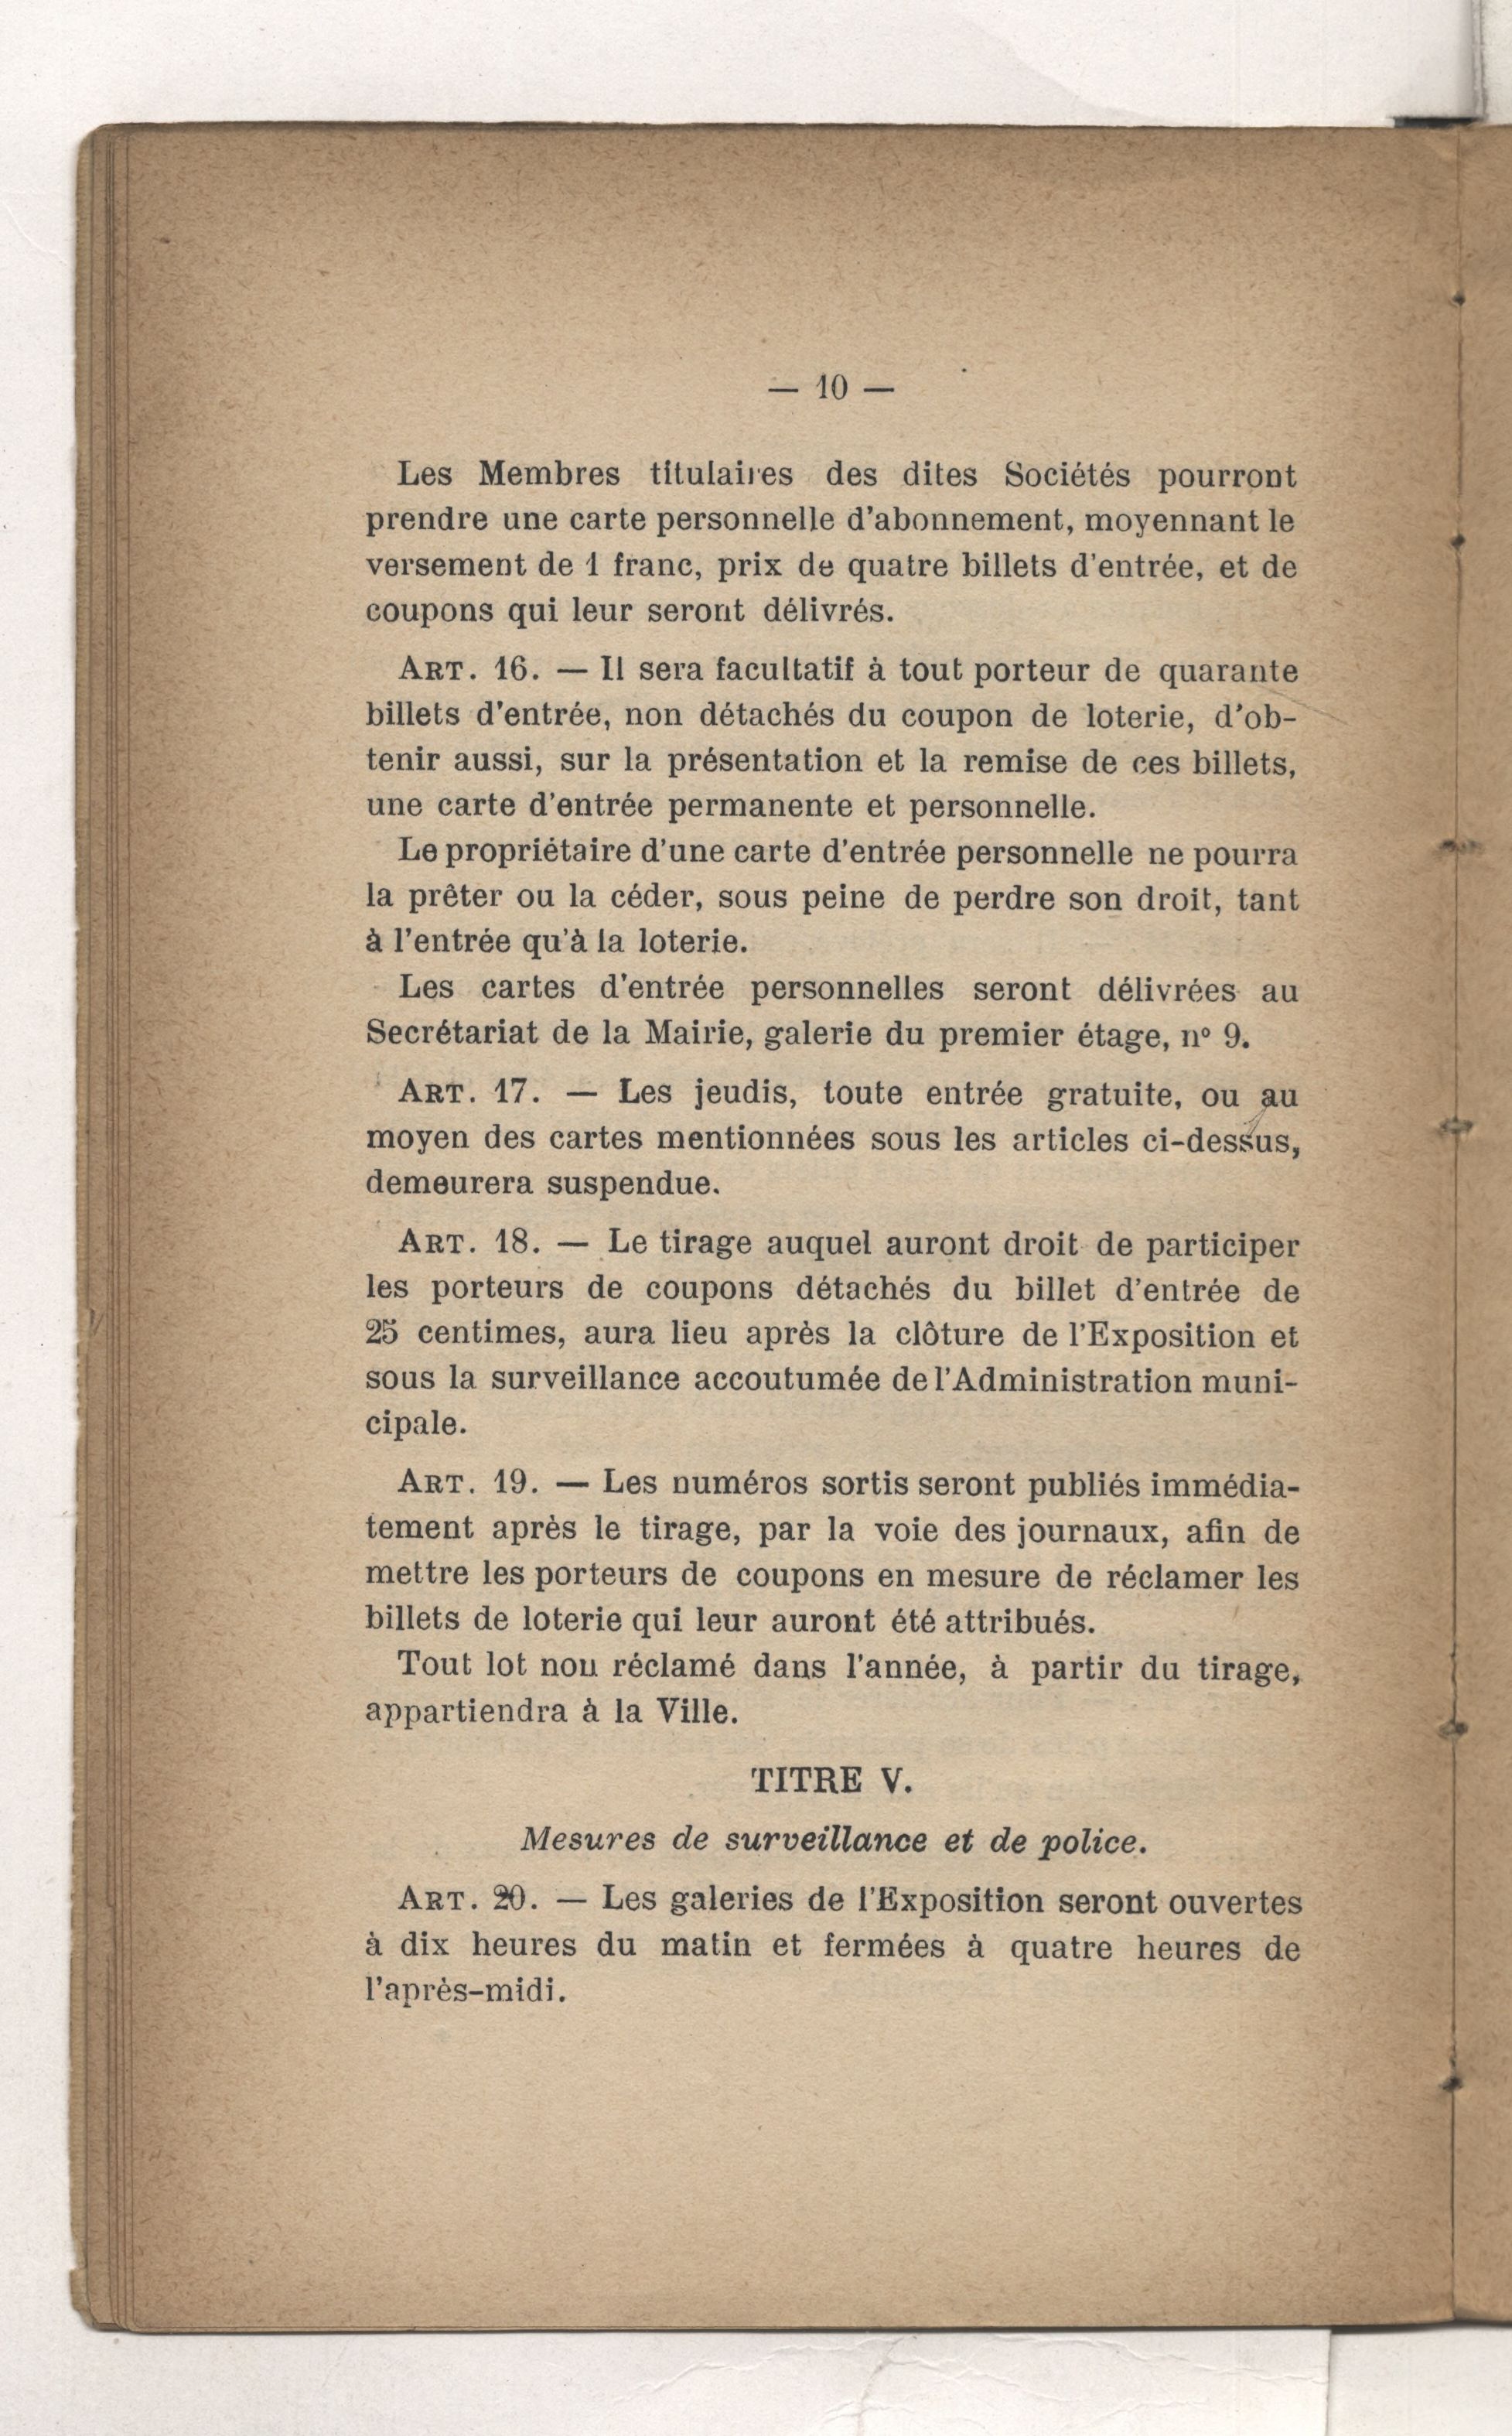 — 10 —
Les Membres titulaires des dites Sociétés pourront
prendre une carte personnelle d'abonnement, moyennant le
versement de 1 franc, prix de quatre billets d'entrée, et de
coupons qui leur seront délivrés.
ART. 16. — Il sera facultatif à tout porteur de quarante
billets d'entrée, non détachés du coupon de loterie, d'ob-
tenir aussi, sur la présentation et la remise de ces billets,
une carte d'entrée permanente et personnelle.
Le propriétaire d'une carte d'entrée personnelle ne pourra
la prêter ou la céder, sous peine de perdre son droit, tant
à l'entrée qu'à la loterie.
Les cartes d'entrée personnelles seront délivrées au
Secrétariat de la Mairie, galerie du premier étage, nº 9.
ART. 17. — Les jeudis, toute entrée gratuite, ou au
moyen des cartes mentionnées sous les articles ci-dessus,
demeurera suspendue.
ART. 18. — Le tirage auquel auront droit de participer
les porteurs de coupons détachés du billet d'entrée de
25 centimes, aura lieu après la clôture de l'Exposition et
sous la surveillance accoutumée de l'Administration muni-
cipale.
ART. 19. — Les numéros sortis seront publiés immédia-
tement après le tirage, par la voie des journaux, afin de
mettre les porteurs de coupons en mesure de réclamer les
billets de loterie qui leur auront été attribués.
Tout lot non réclamé dans l'année, à partir du tirage,
appartiendra à la Ville.
TITRE V.
Mesures de surveillance et de police.
ART. 20. — Les galeries de l'Exposition seront ouvertes
à dix heures du matin et fermées à quatre heures de
l'après-midi.